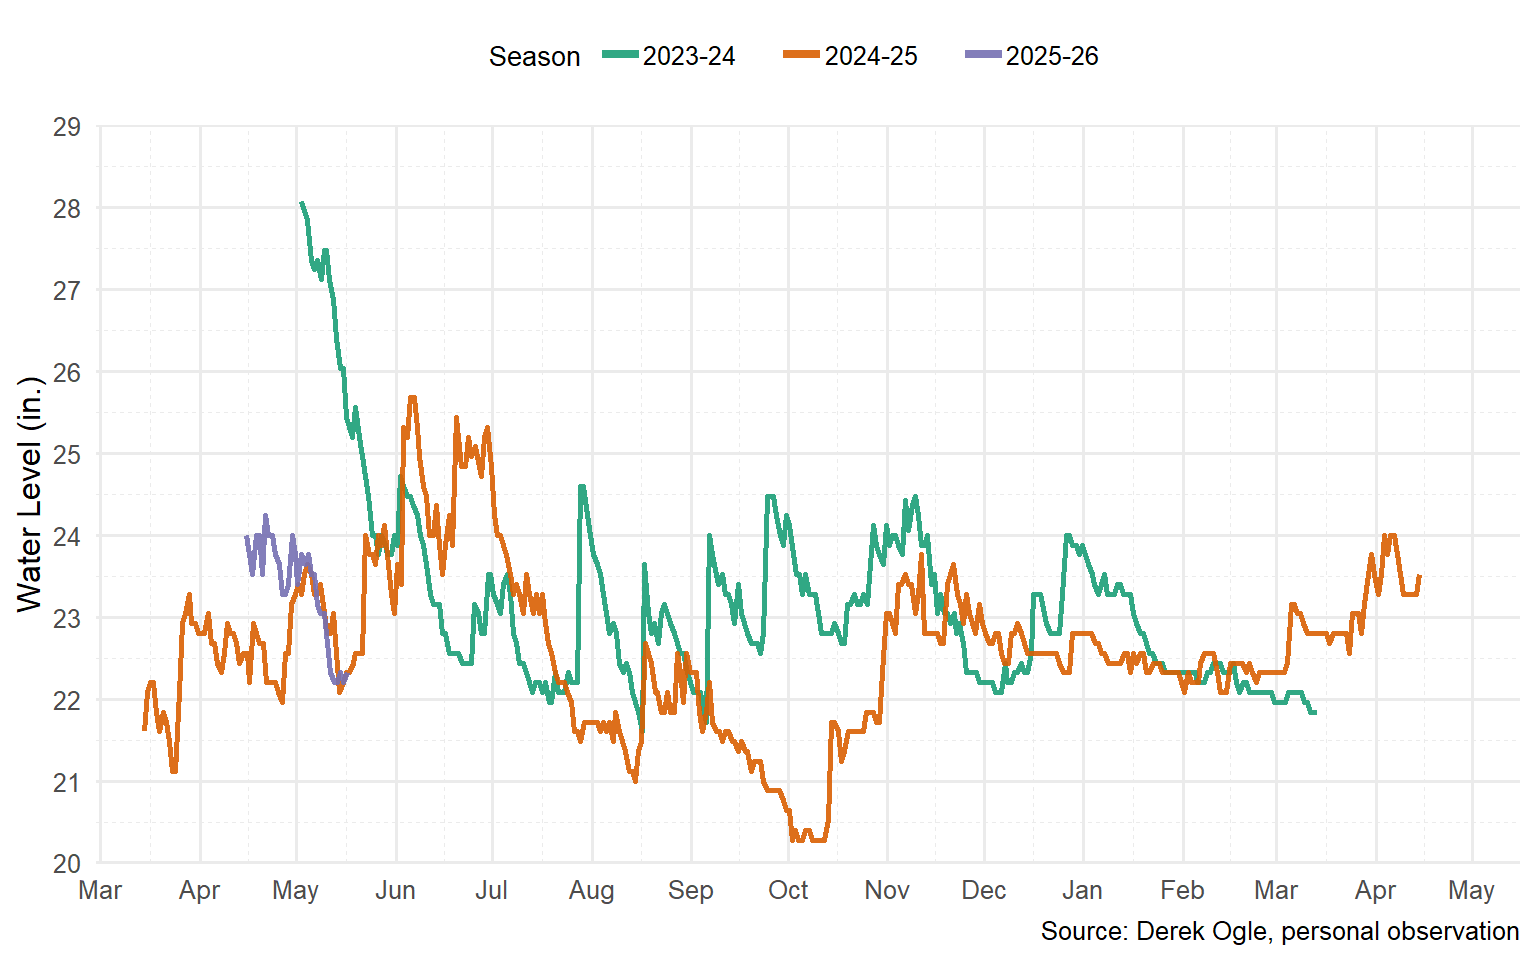 Season 2023-24 2024-25 2025-26
Water Level (in.)
29
28
27
26
25
24
23
22
21
20
Mar Apr May Jun Jul Aug Sep Oct Nov Dec Jan Feb Mar Apr May
Source: Derek Ogle, personal observation